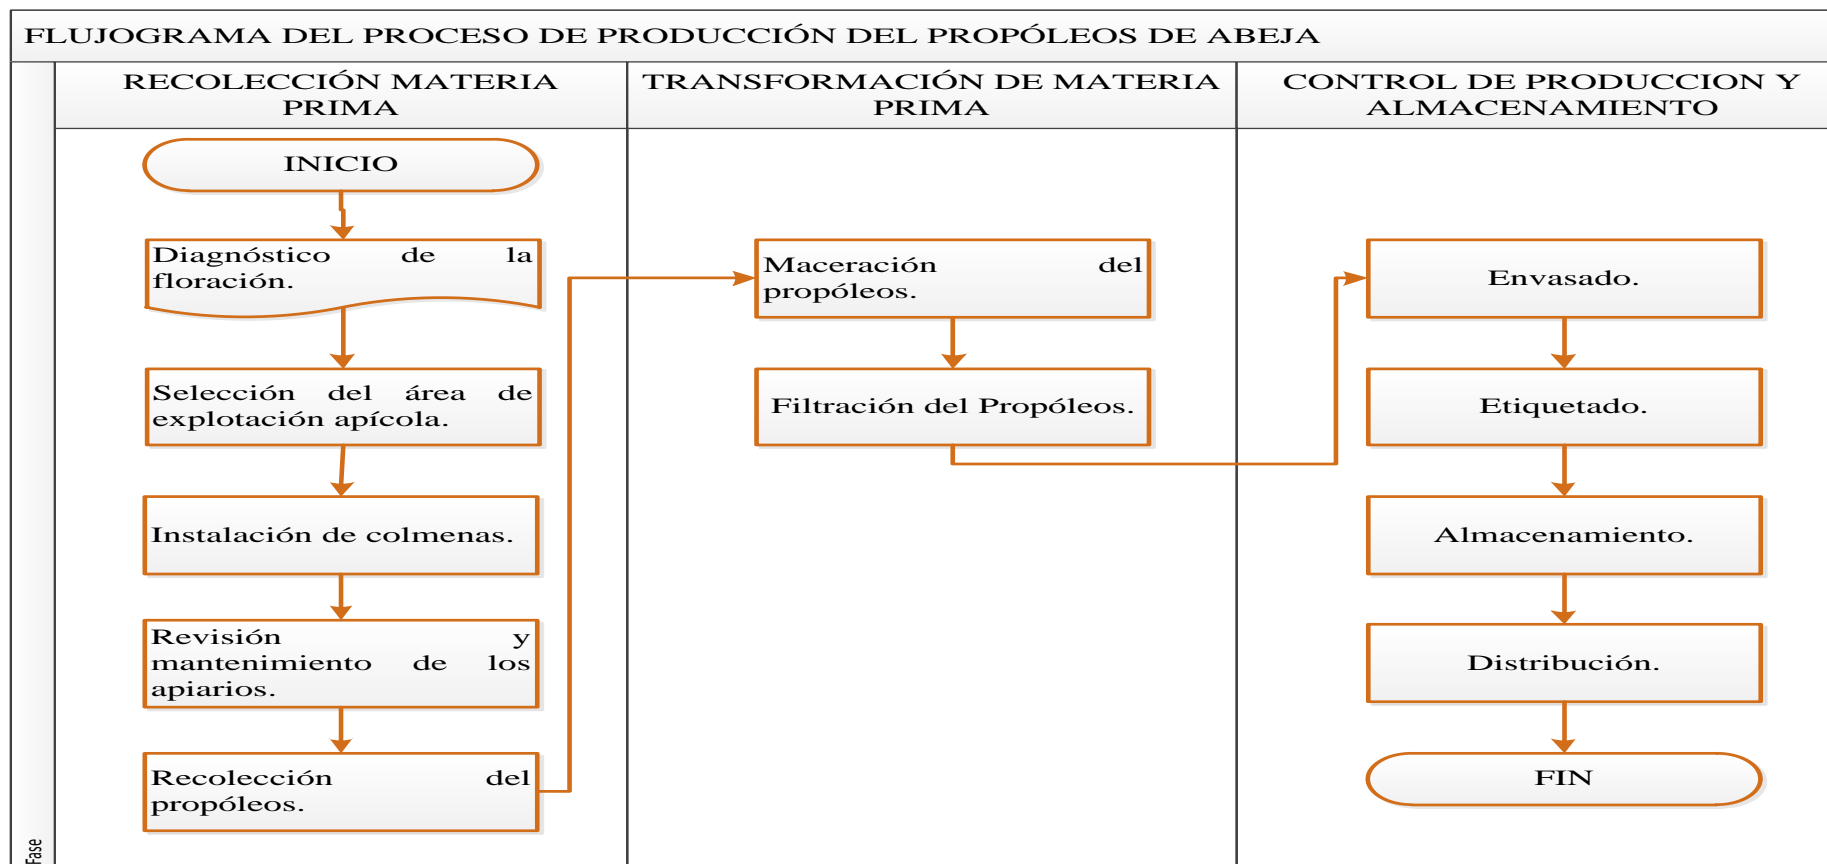 FLUJOGRAMA DEL PROCESO DE PRODUCCIÓN DEL PROPÓLEOS DE ABEJA
RECOLECCIÓN MATERIA
PRIMA
TRANSFORMACIÓN DE MATERIA
PRIMA
CONTROL DE PRODUCCION Y
ALMACENAMIENTO
INICIO
Diagnóstico de la
floración.
Selección del área de
explotación apícola.
Instalación de colmenas.
Revisión y
mantenimiento de los
apiarios.
Recolección del
propóleos.
Maceración del
propóleos.
Filtración del Propóleos.
Envasado.
Etiquetado.
Almacenamiento.
Distribución.
FIN
Fase